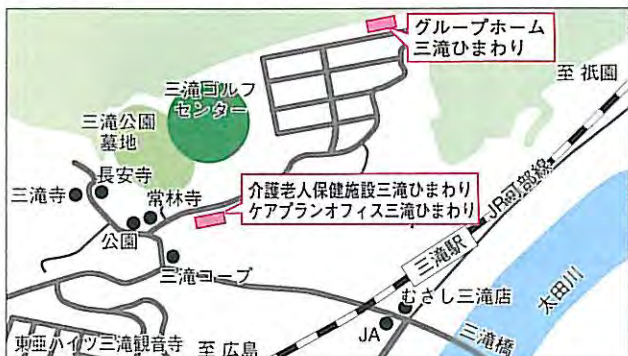 グループホーム
三滝ひまわり
至 祇園
三滝ゴルフ
センター
三滝公園
墓地
長安寺
三滝寺
常林寺
介護老人保健施設三滝ひまわり
ケアプランオフィス三滝ひまわり
JR可部線
公園
三滝駅
三滝コープ
むさし三滝店
太田川
JA
三滝橋
東亜ハイツ三滝観音寺
至 広島